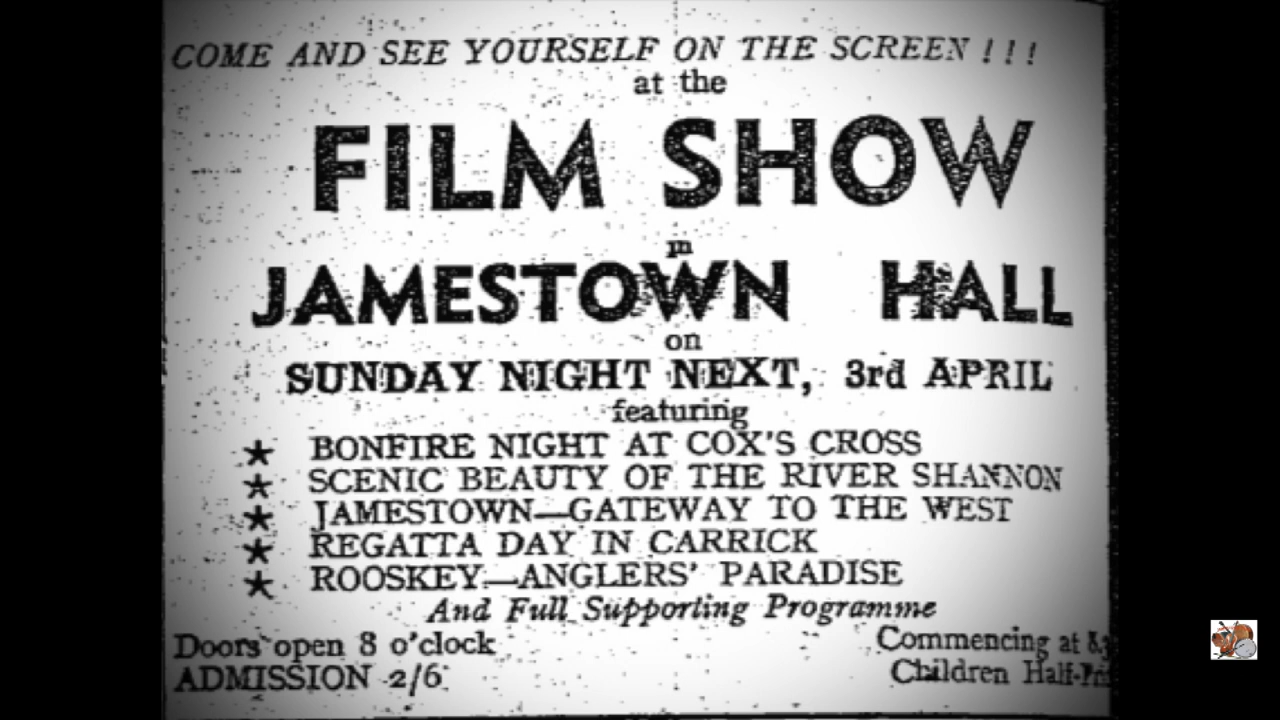 COME AND SEE YOURSELF ON THE SCREEN ! ! !
at the
FILM SHOW
in
JAMESTOWN HALL
on
SUNDAY NIGHT NEXT, 3rd APRIL
featuring
★ BONFIRE NIGHT AT COX'S CROSS
★ SCENIC BEAUTY OF THE RIVER SHANNON
★ JAMESTOWN—GATEWAY TO THE WEST
★ REGATTA DAY IN CARRICK
★ ROOSKEY—ANGLERS' PARADISE
And Full Supporting Programme
Doors open 8 o'clock Commencing at
ADMISSION 2/6 Children